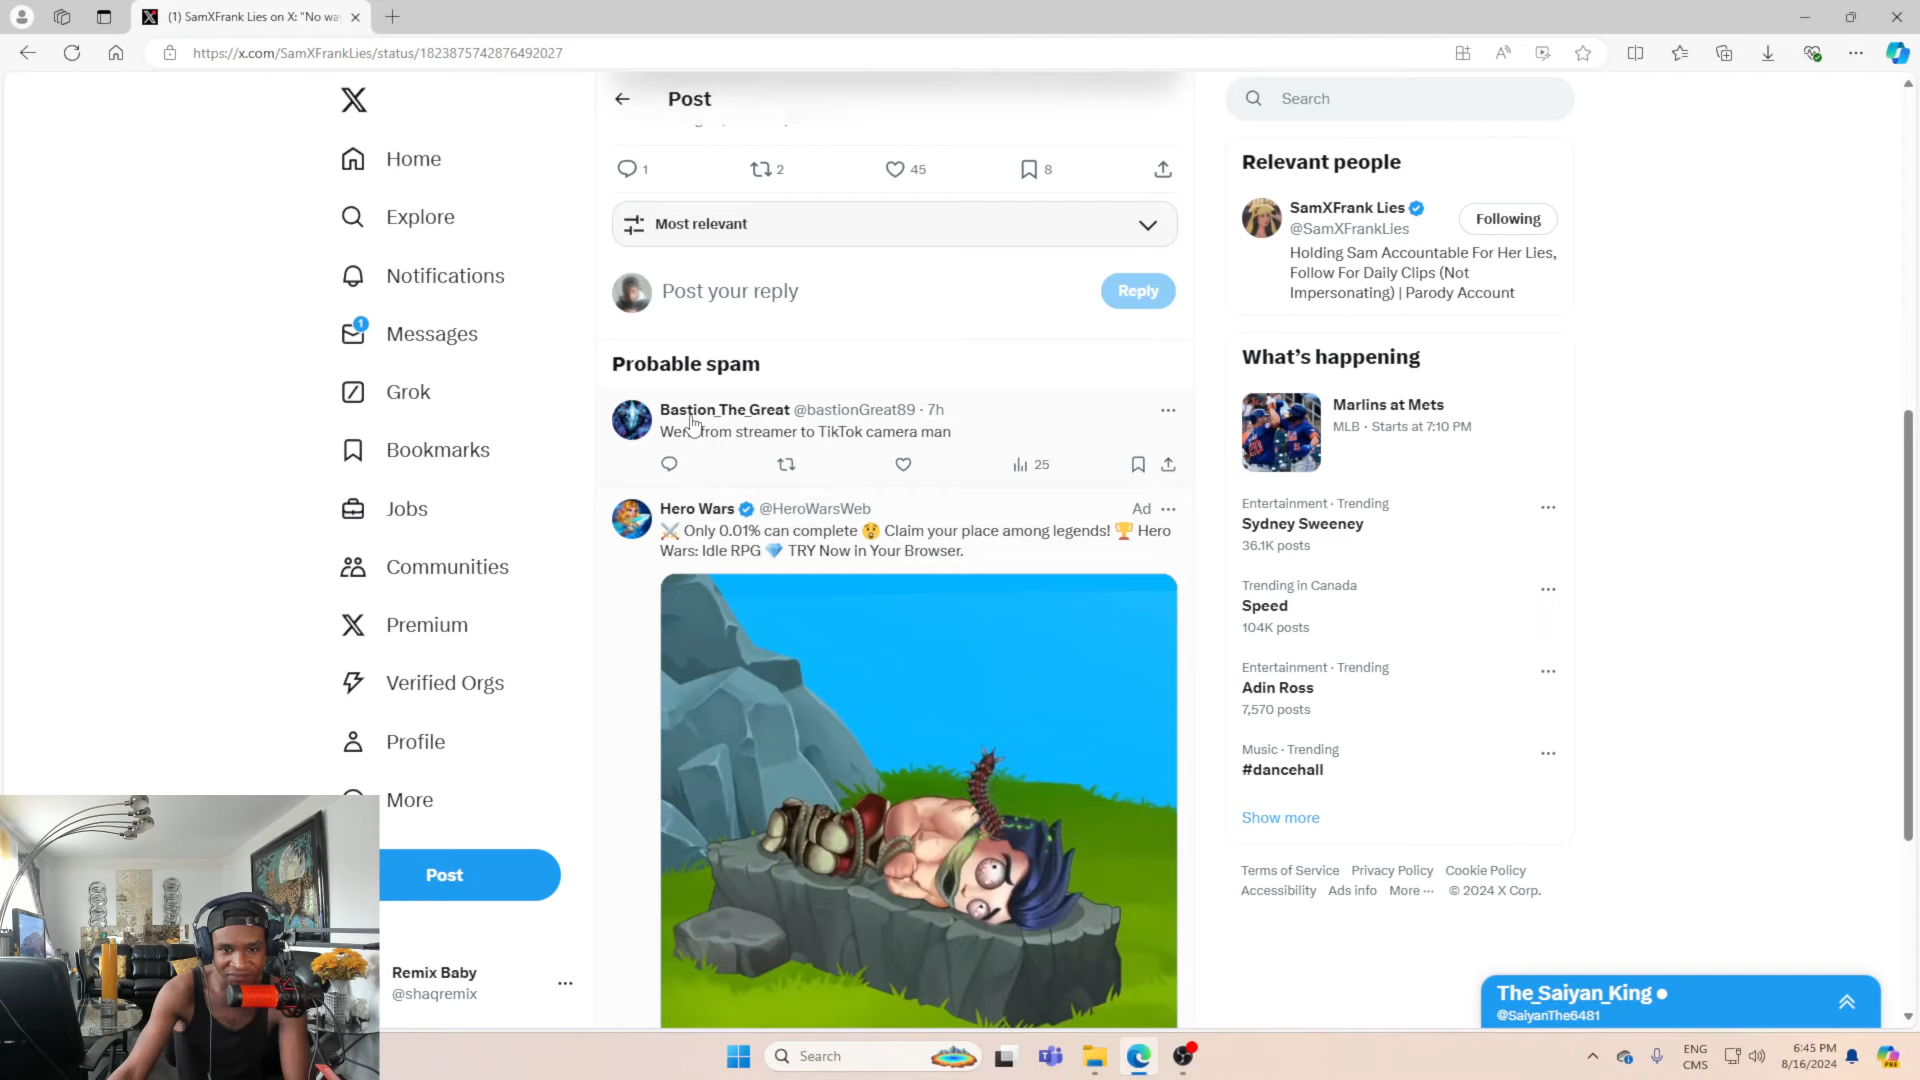 (1) SamXFrank Lies on X: "No wa
https://x.com/SamXFrankLies/status/1823875742876492027
Home
Explore
Notifications
1
Messages
Grok
Bookmarks
Jobs
Communities
Premium
Verified Orgs
Profile
More
Post
Remix Baby
@shaqremix
Post
1
2
45
8
Most relevant
Post your reply
Reply
Probable spam
Bastion_The_Great @bastionGreat89 · 7h
Went from streamer to TikTok camera man
25
Hero Wars @HeroWarsWeb
Ad
⚔️ Only 0.01% can complete 😲 Claim your place among legends! 🏆 Hero
Wars: Idle RPG 💎 TRY Now in Your Browser.
Search
Relevant people
SamXFrank Lies
@SamXFrankLies
Following
Holding Sam Accountable For Her Lies,
Follow For Daily Clips (Not
Impersonating) | Parody Account
What's happening
Marlins at Mets
MLB · Starts at 7:10 PM
Entertainment · Trending
Sydney Sweeney
36.1K posts
Trending in Canada
Speed
104K posts
Entertainment · Trending
Adin Ross
7,570 posts
Music · Trending
#dancehall
Show more
Terms of Service Privacy Policy Cookie Policy
Accessibility Ads info More ··· © 2024 X Corp.
The_Saiyan_King
@SaiyanThe6481
Search
ENG
CMS
6:45 PM
8/16/2024
PRE